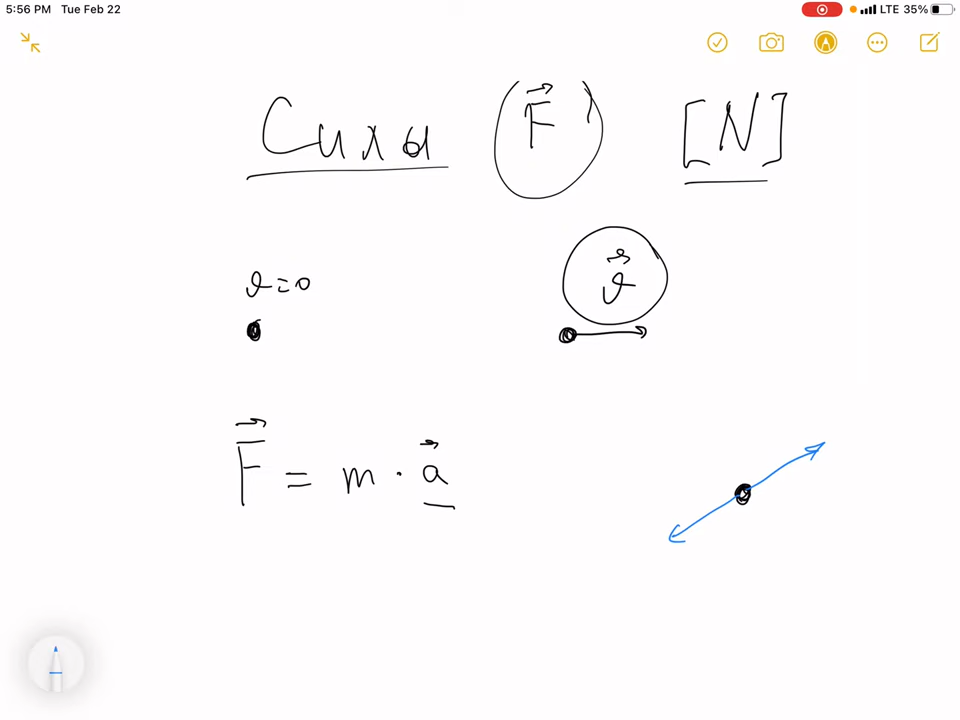 5:56 PM Tue Feb 22 LTE 35%
Сила (F⃗) [N]
𝜗=0 𝜗⃗
F⃗ = m · a⃗